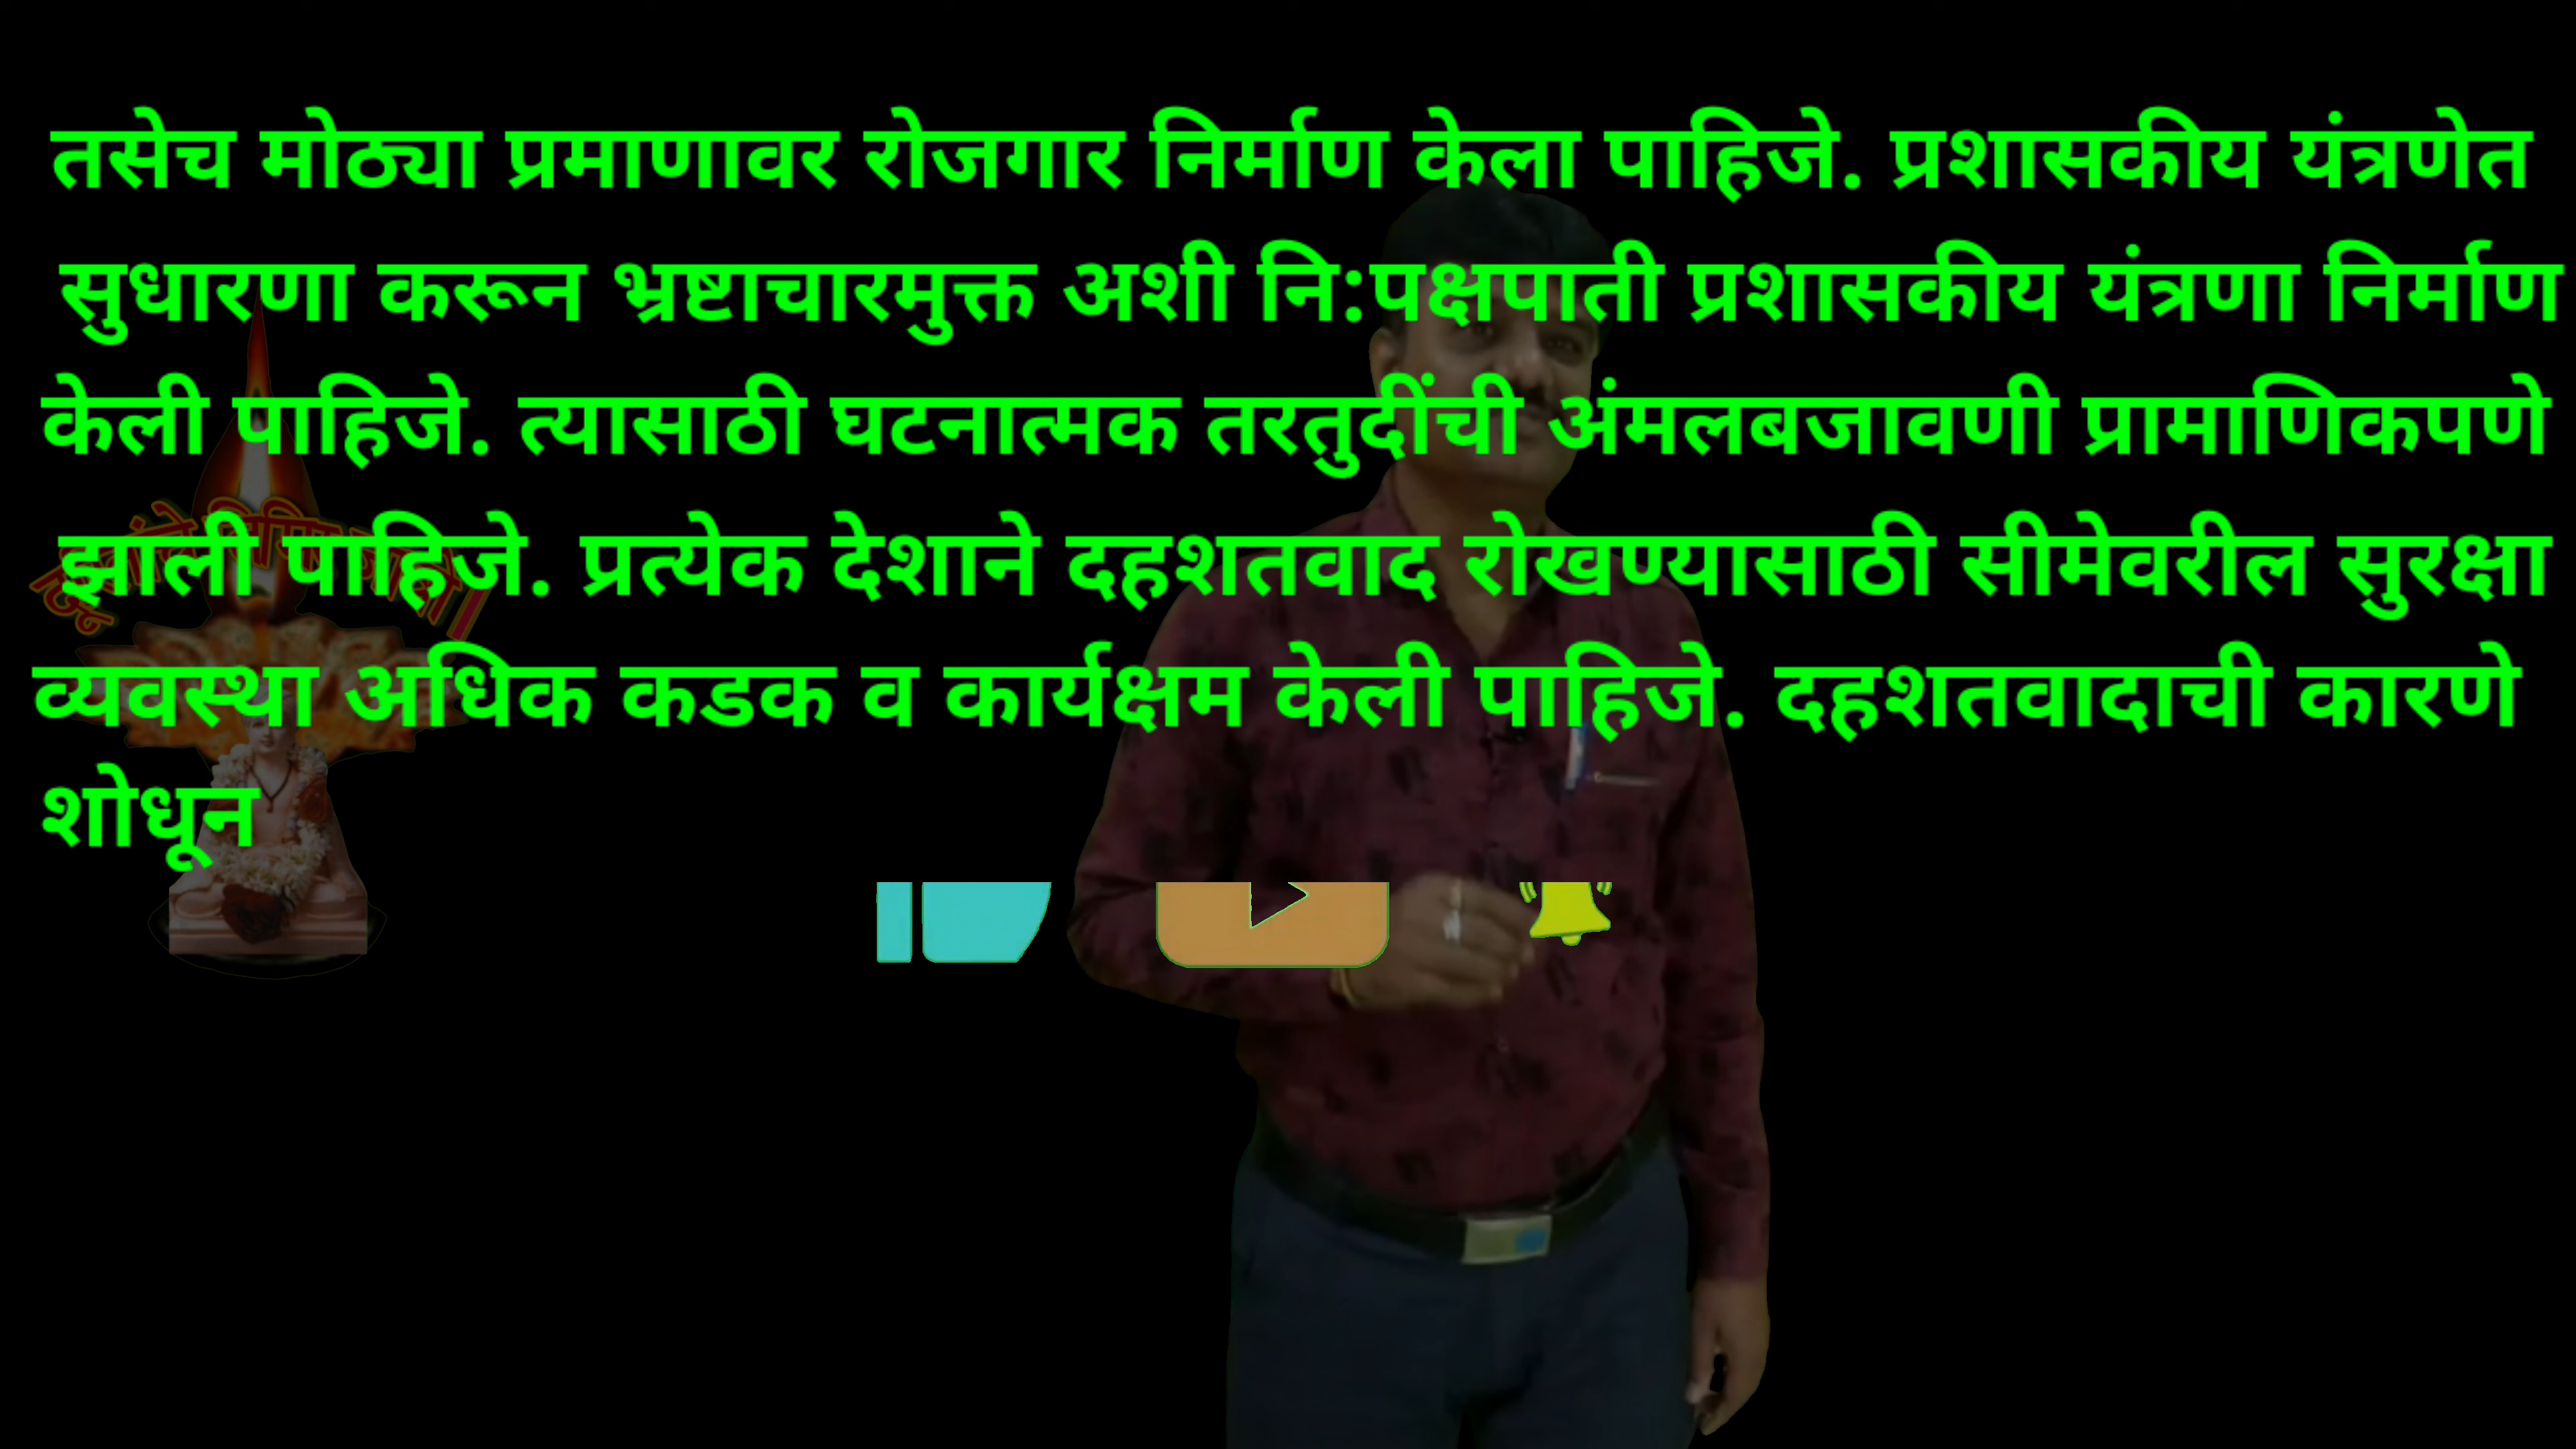 तसेच मोठ्या प्रमाणावर रोजगार निर्माण केला पाहिजे. प्रशासकीय यंत्रणेत
सुधारणा करून भ्रष्टाचारमुक्त अशी नि:पक्षपाती प्रशासकीय यंत्रणा निर्माण
केली पाहिजे. त्यासाठी घटनात्मक तरतुदींची अंमलबजावणी प्रामाणिकपणे
झाली पाहिजे. प्रत्येक देशाने दहशतवाद रोखण्यासाठी सीमेवरील सुरक्षा
व्यवस्था अधिक कडक व कार्यक्षम केली पाहिजे. दहशतवादाची कारणे
शोधून